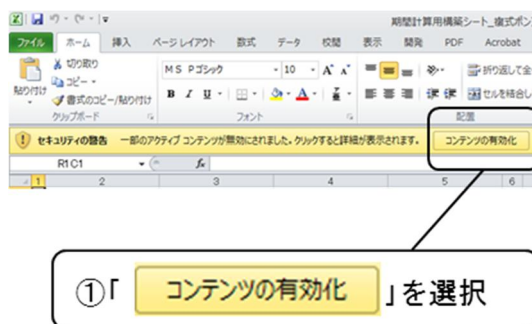 期間計算用構築シート_複式ボン
ファイル ホーム 挿入 ページ レイアウト 数式 データ 校閲 表示 開発 PDF Acrobat
切り取り MS Pゴシック 10 A A 折り返して全
コピー
貼り付け 書式のコピー/貼り付け B I U A セルを結合し
クリップボード フォント 配置
セキュリティの警告 一部のアクティブ コンテンツが無効にされました。クリックすると詳細が表示されます。 コンテンツの有効化
R1C1 fx
1 2 3 4 5 6
①「 コンテンツの有効化 」を選択